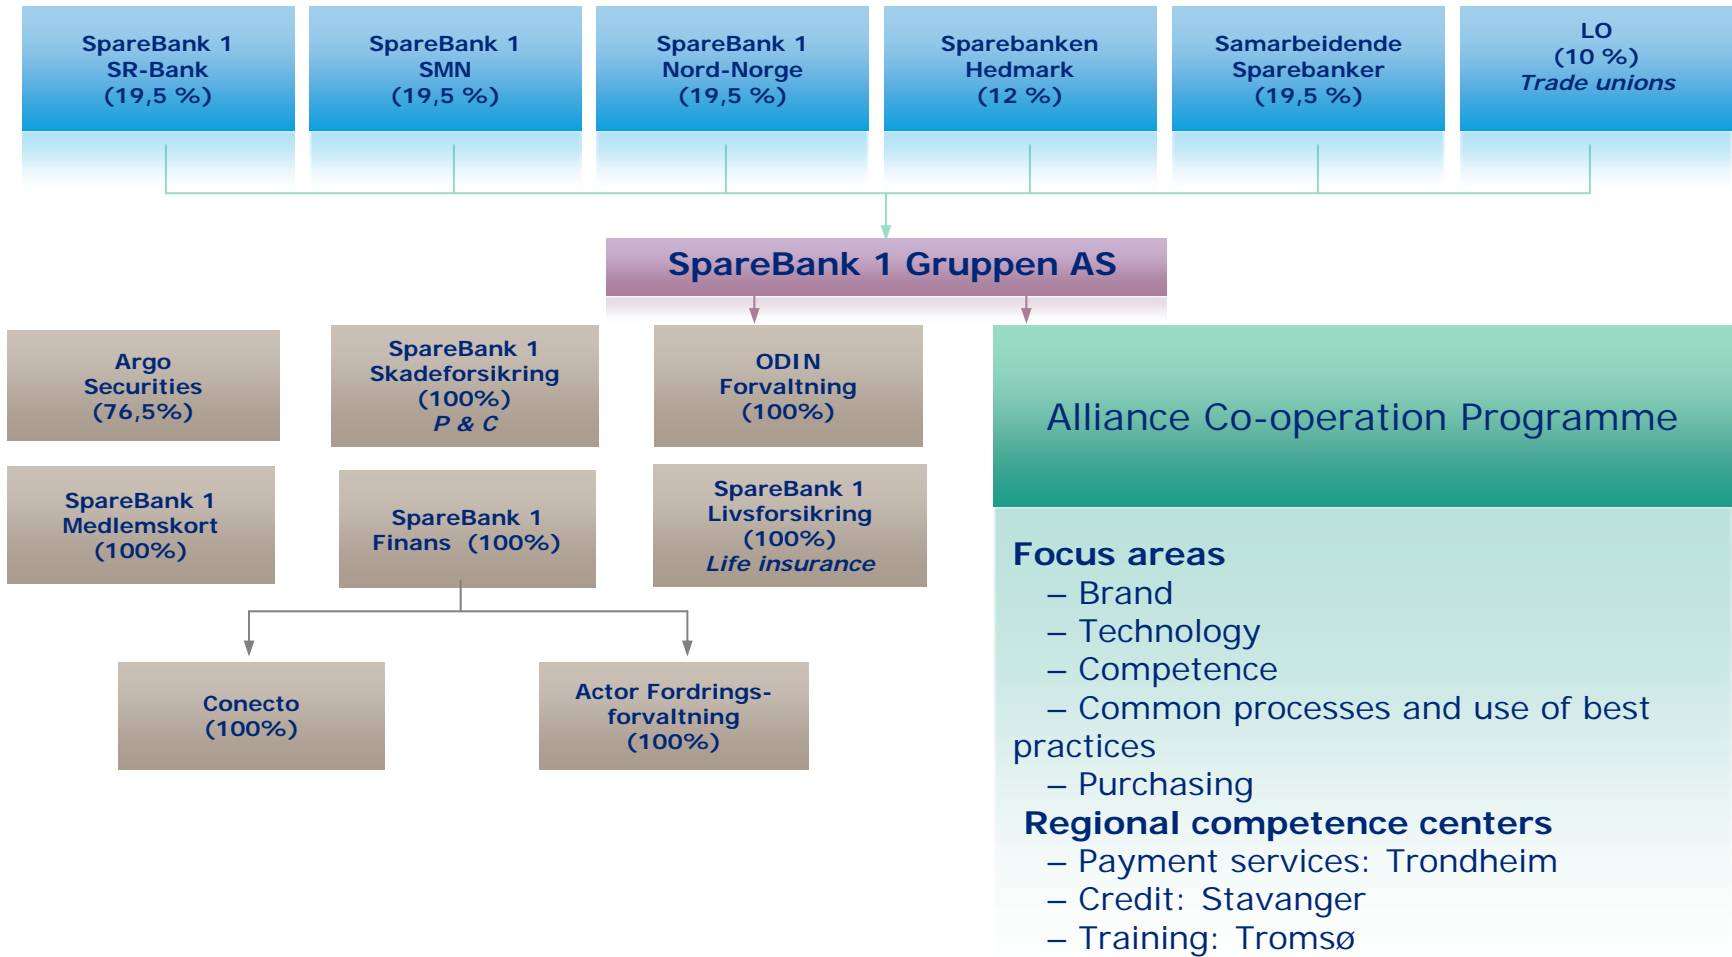 SpareBank 1
SR-Bank
(19,5 %)
SpareBank 1
SMN
(19,5 %)
SpareBank 1
Nord-Norge
(19,5 %)
Sparebanken
Hedmark
(12 %)
Samarbeidende
Sparebanker
(19,5 %)
LO
(10 %)
Trade unions
SpareBank 1 Gruppen AS
Argo
Securities
(76,5%)
SpareBank 1
Skadeforsikring
(100%)
P & C
ODIN
Forvaltning
(100%)
SpareBank 1
Medlemskort
(100%)
SpareBank 1
Finans (100%)
SpareBank 1
Livsforsikring
(100%)
Life insurance
Conecto
(100%)
Actor Fordrings-
forvaltning
(100%)
Alliance Co-operation Programme
Focus areas
– Brand
– Technology
– Competence
– Common processes and use of best
practices
– Purchasing
Regional competence centers
– Payment services: Trondheim
– Credit: Stavanger
– Training: Tromsø